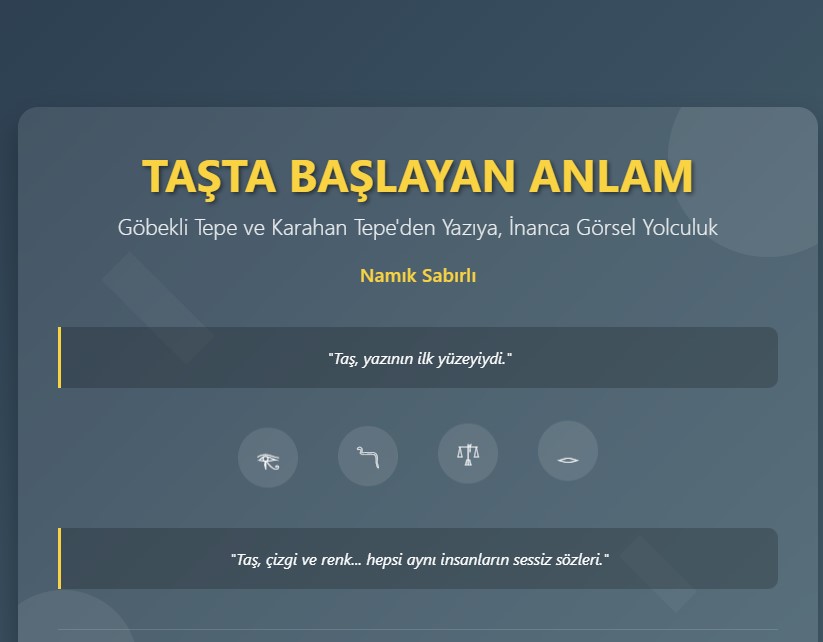 TAŞTA BAŞLAYAN ANLAM
Göbekli Tepe ve Karahan Tepe'den Yazıya, İnanca Görsel Yolculuk
Namık Sabırlı
"Taş, yazının ilk yüzeyiydi."
"Taş, çizgi ve renk... hepsi aynı insanların sessiz sözleri."